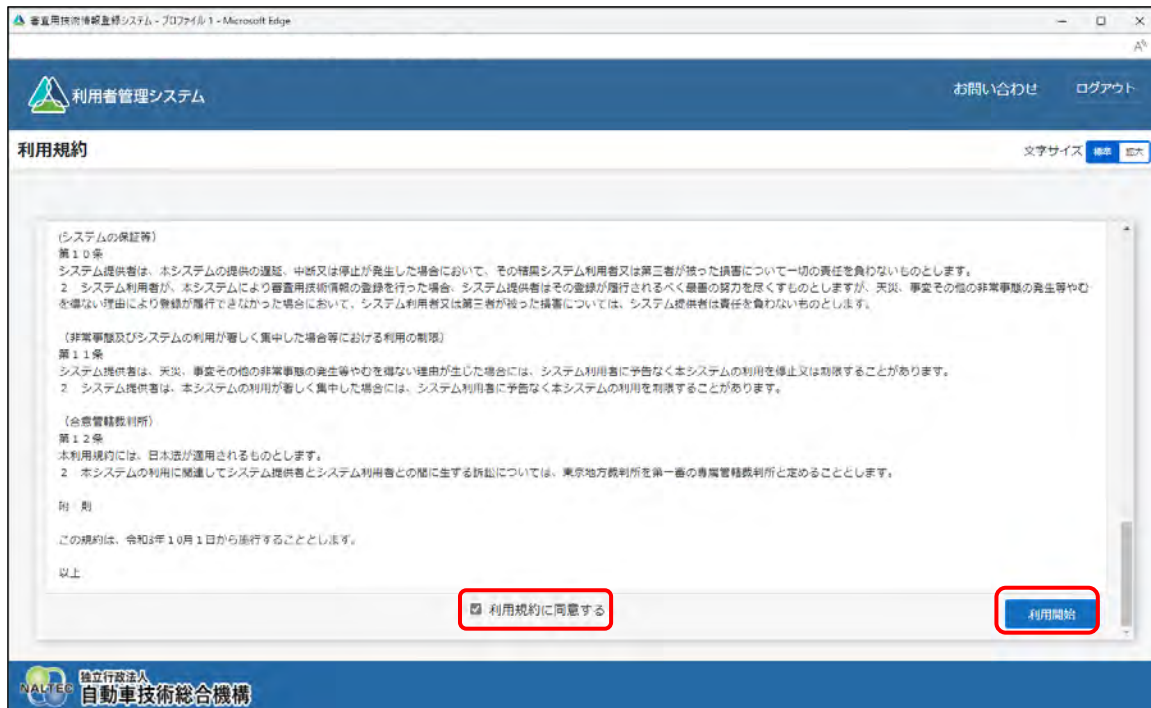 審査用技術情報登録システム - プロファイル 1 - Microsoft Edge
利用者管理システム
お問い合わせ ログアウト
利用規約
文字サイズ 標準 拡大
(システムの保証等)
第１０条
システム提供者は、本システムの提供の遅延、中断又は停止が発生した場合において、その結果システム利用者又は第三者が被った損害について一切の責任を負わないものとします。
２ システム利用者が、本システムにより審査用技術情報の登録を行った場合、システム提供者はその登録が履行されるべく最善の努力を尽くすものとしますが、天災、事変その他の非常事態の発生等やむ
を得ない理由により登録が履行できなかった場合において、システム利用者又は第三者が被った損害については、システム提供者は責任を負わないものとします。
（非常事態及びシステムの利用が著しく集中した場合等における利用の制限）
第１１条
システム提供者は、天災、事変その他の非常事態の発生等やむを得ない理由が生じた場合には、システム利用者に予告なく本システムの利用を停止又は制限することがあります。
２ システム提供者は、本システムの利用が著しく集中した場合には、システム利用者に予告なく本システムの利用を制限することがあります。
（合意管轄裁判所）
第１２条
本利用規約には、日本法が適用されるものとします。
２ 本システムの利用に関連してシステム提供者とシステム利用者との間に生ずる訴訟については、東京地方裁判所を第一審の専属管轄裁判所と定めることとします。
附 則
この規約は、令和3年１０月１日から施行することとします。
以上
利用規約に同意する
利用開始
NALTEC
独立行政法人
自動車技術総合機構